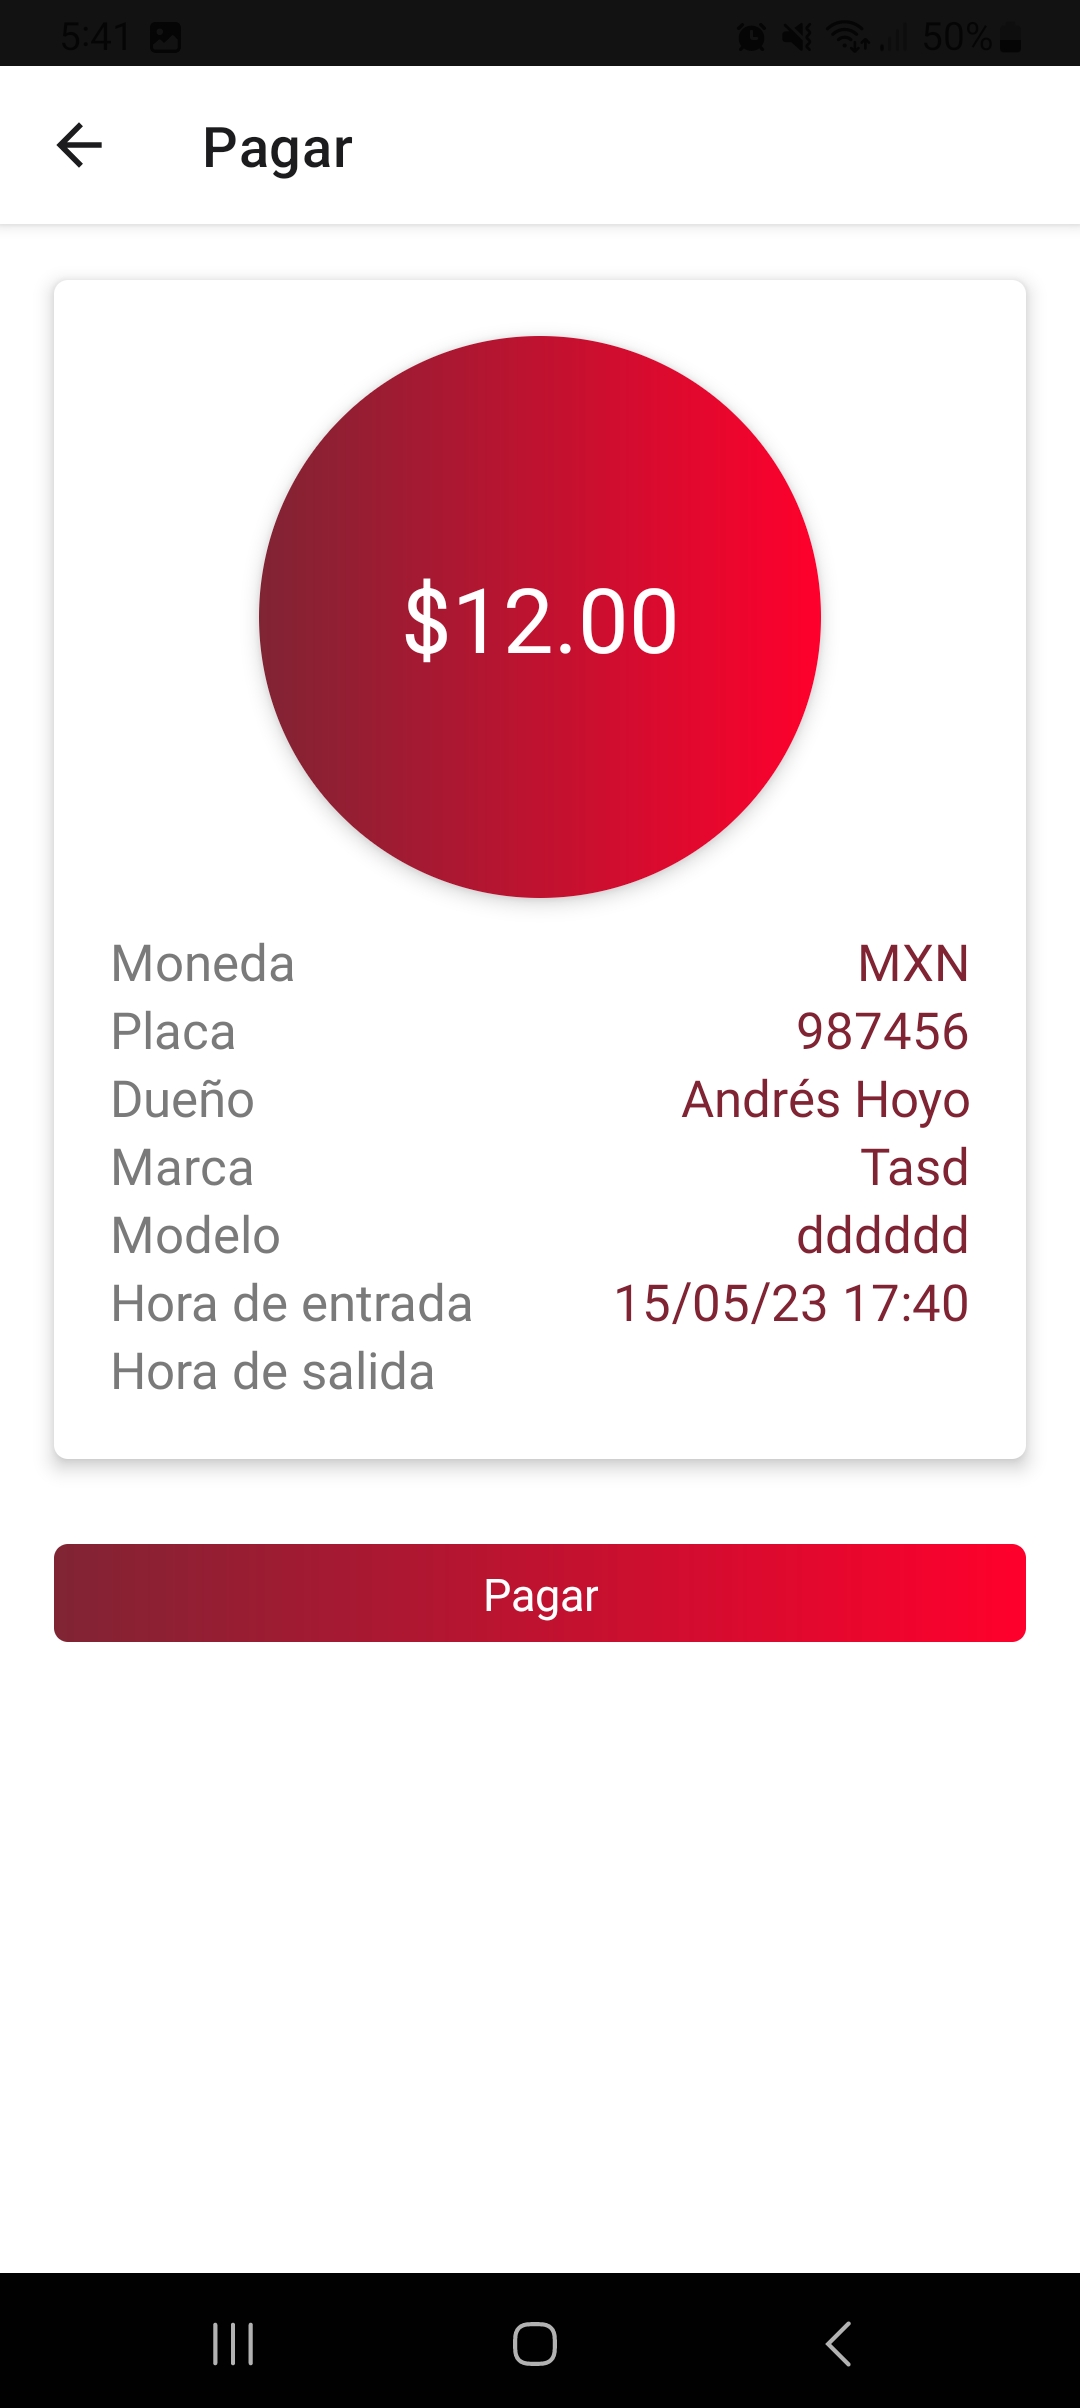 5:41 50%
Pagar
$12.00
Moneda MXN
Placa 987456
Dueño Andrés Hoyo
Marca Tasd
Modelo dddddd
Hora de entrada 15/05/23 17:40
Hora de salida
Pagar